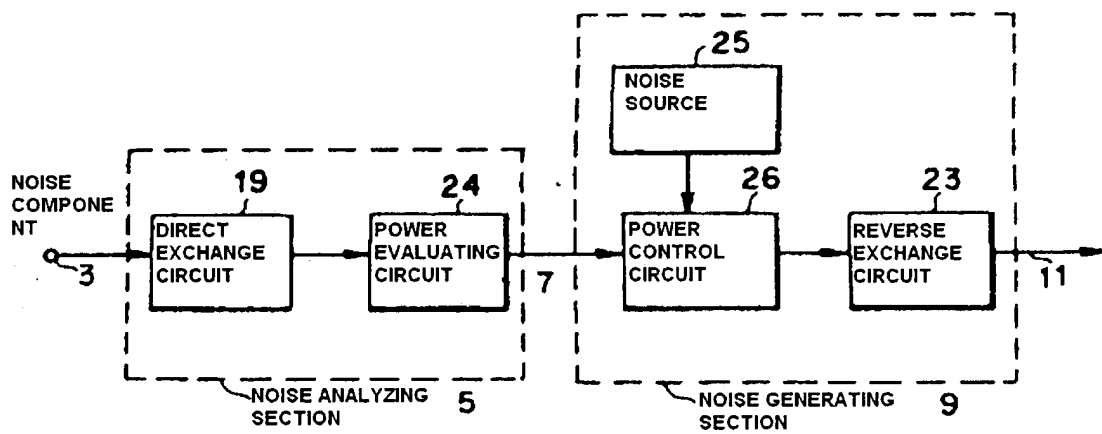 25
NOISE
SOURCE
NOISE
COMPONE
NT
3
19
DIRECT
EXCHANGE
CIRCUIT
24
POWER
EVALUATING
CIRCUIT
7
26
POWER
CONTROL
CIRCUIT
23
REVERSE
EXCHANGE
CIRCUIT
11
NOISE ANALYZING
SECTION
5
NOISE GENERATING
SECTION
9